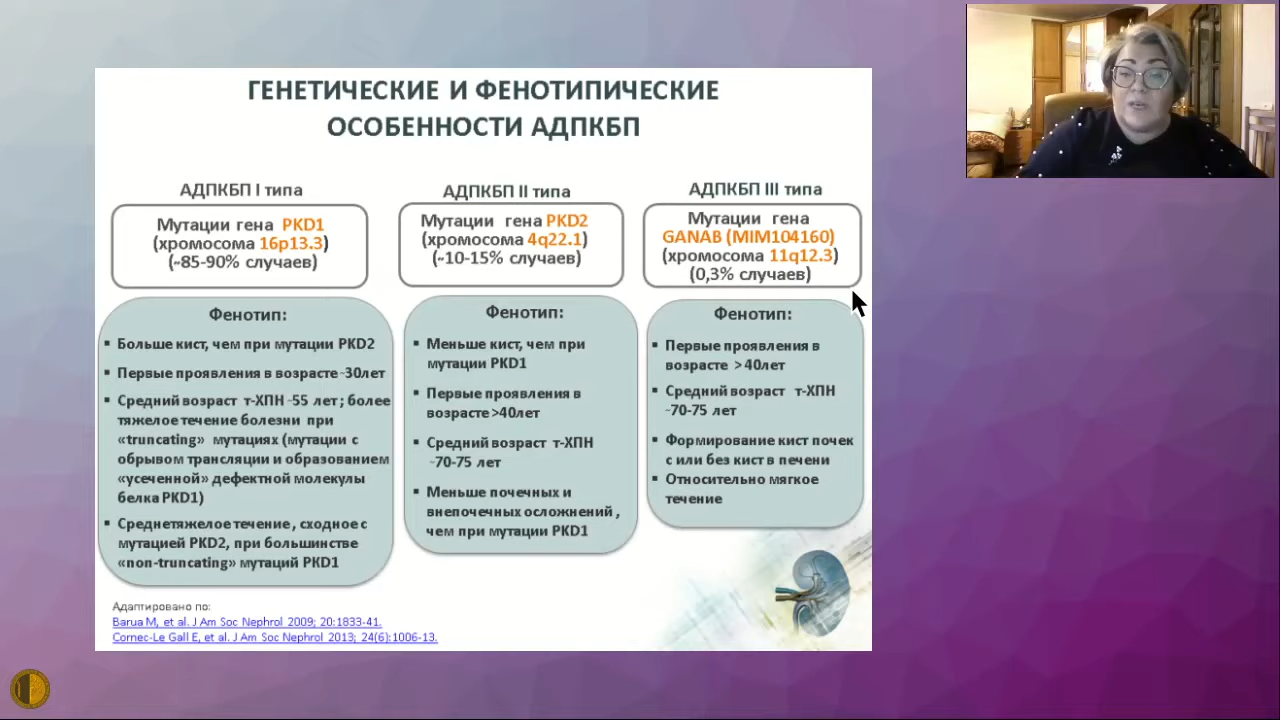 ГЕНЕТИЧЕСКИЕ И ФЕНОТИПИЧЕСКИЕ
ОСОБЕННОСТИ АДПКБП
АДПКБП I типа
Мутации гена PKD1
(хромосома 16p13.3)
(~85-90% случаев)
Фенотип:
▪ Больше кист, чем при мутации PKD2
▪ Первые проявления в возрасте ~30лет
▪ Средний возраст т-ХПН ~55 лет ; более
тяжелое течение болезни при
«truncating» мутациях (мутации с
обрывом трансляции и образованием
«усеченной» дефектной молекулы
белка PKD1)
▪ Среднетяжелое течение , сходное с
мутацией PKD2, при большинстве
«non-truncating» мутаций PKD1
АДПКБП II типа
Мутации гена PKD2
(хромосома 4q22.1)
(~10-15% случаев)
Фенотип:
▪ Меньше кист, чем при
мутации PKD1
▪ Первые проявления в
возрасте >40лет
▪ Средний возраст т-ХПН
~70-75 лет
▪ Меньше почечных и
внепочечных осложнений ,
чем при мутации PKD1
АДПКБП III типа
Мутации гена
GANAB (MIM104160)
(хромосома 11q12.3)
(0,3% случаев)
Фенотип:
▪ Первые проявления в
возрасте > 40лет
▪ Средний возраст т-ХПН
~70-75 лет
▪ Формирование кист почек
с или без кист в печени
▪ Относительно мягкое
течение
Адаптировано по:
Barua M, et al. J Am Soc Nephrol 2009; 20:1833-41.
Cornec-Le Gall E, et al. J Am Soc Nephrol 2013; 24(6):1006-13.